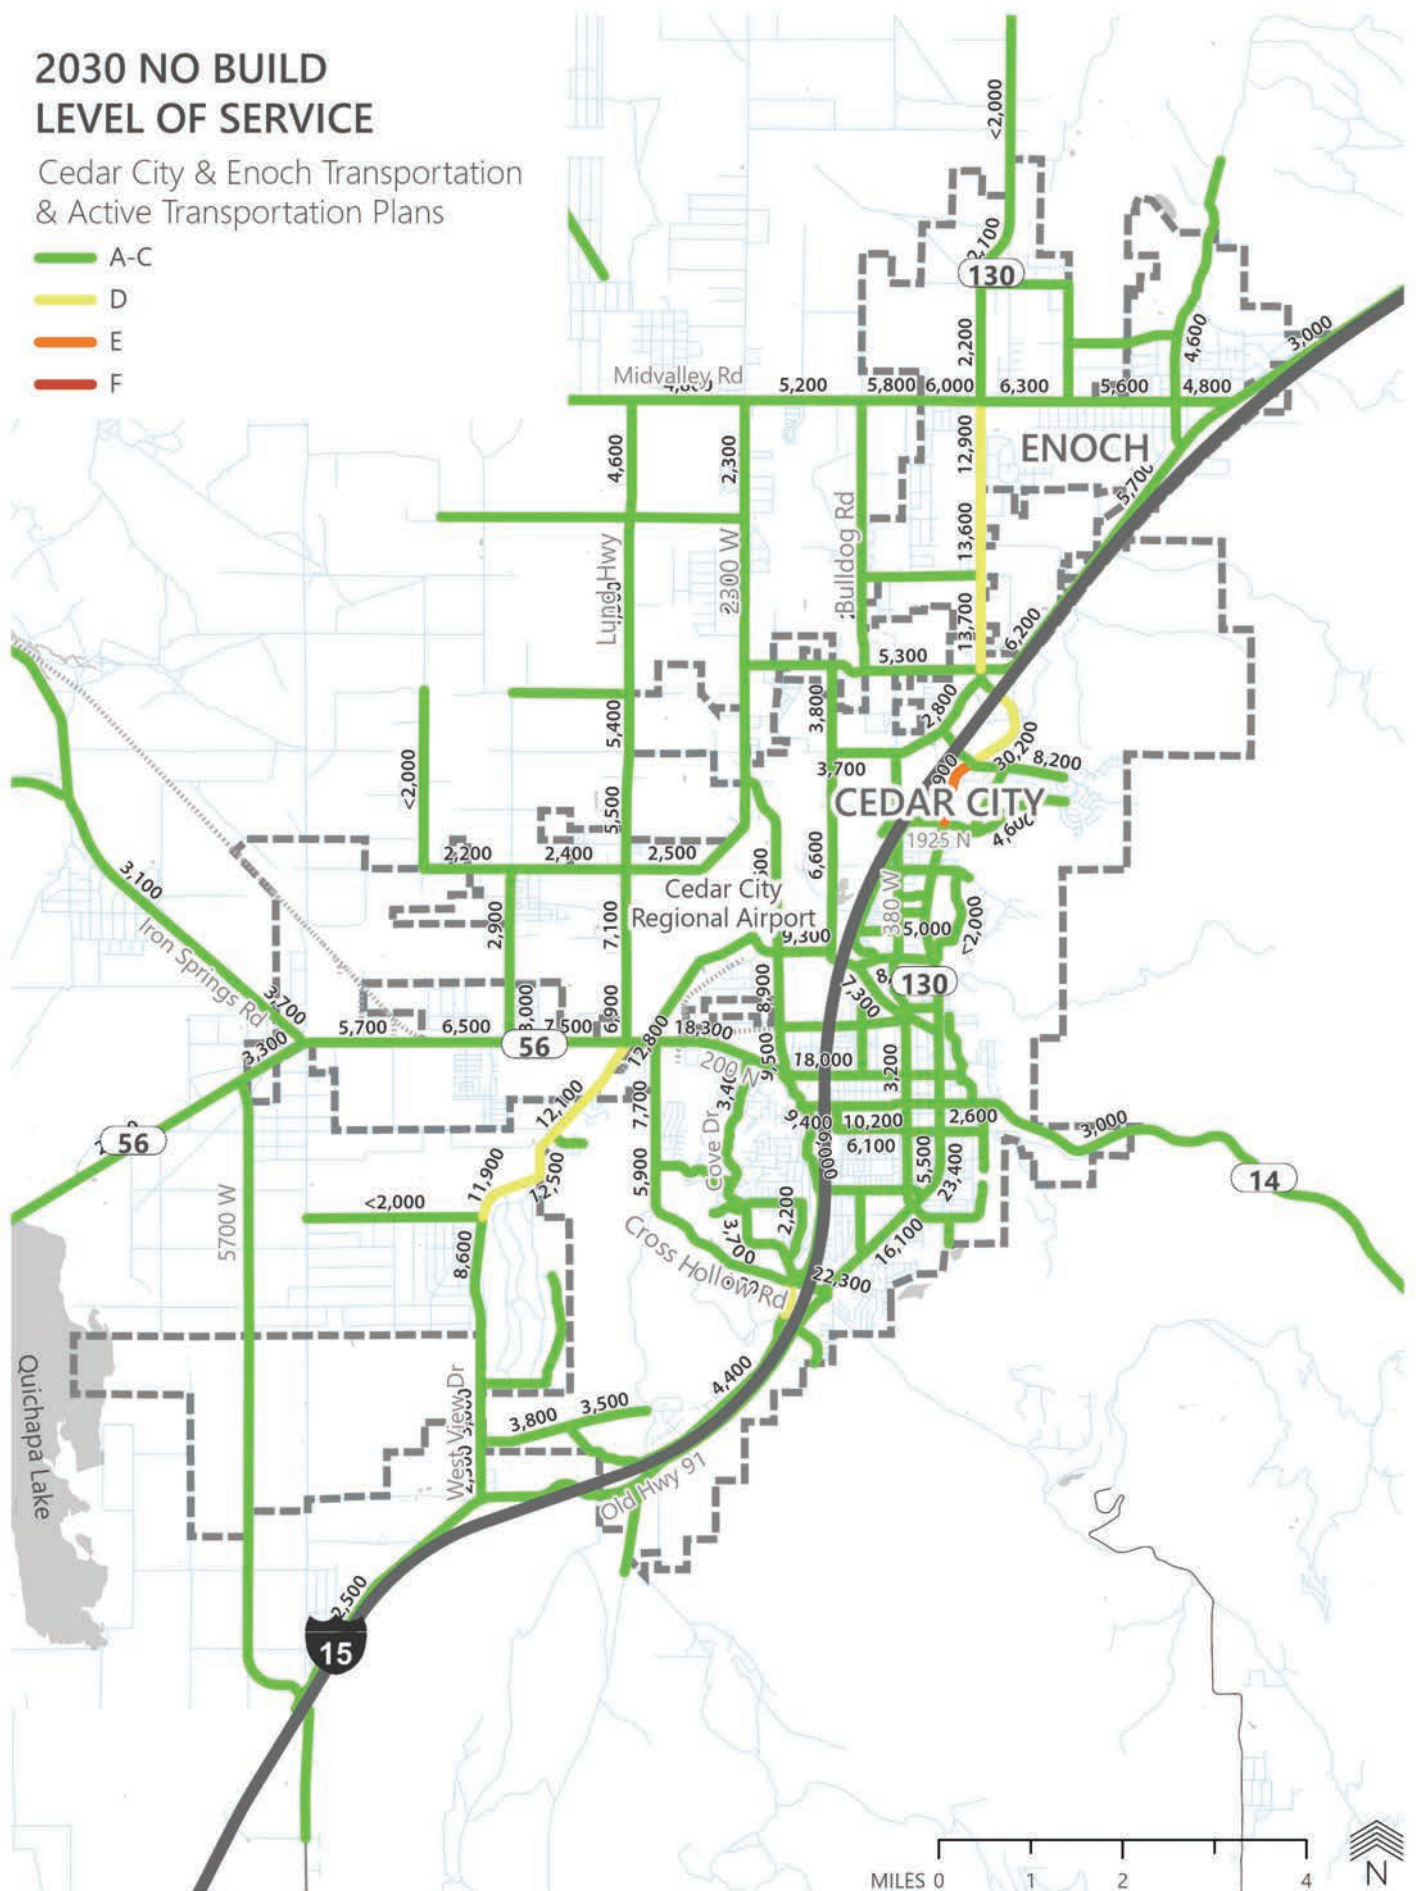 2030 NO BUILD
LEVEL OF SERVICE
Cedar City & Enoch Transportation
& Active Transportation Plans
A-C
D
E
F
<2,000
2,100
130
2,200
4,600
3,000
Midvalley Rd
5,200
5,800
6,000
6,300
5,600
4,800
ENOCH
12,900
4,600
2,300
5,700
13,600
Bulldog Rd
Lund Hwy
2300 W
13,700
6,200
5,300
3,800
2,800
5,400
30,200
8,200
3,700
<2,000
CEDAR CITY
5,500
1925 N
4,600
2,200
2,400
2,500
6,600
3,100
Cedar City
Regional Airport
380 W
<2,000
2,900
7,100
5,000
9,300
Iron Springs Rd
130
8,900
7,300
3,700
6,900
5,700
6,500
7,500
12,800
18,300
56
3,300
9,500
18,000
200 N
3,200
12,100
7,700
9,400
10,200
2,600
3,000
56
6,100
11,900
12,500
5,900
Cove Dr
5,500
23,400
14
<2,000
5700 W
2,200
3,700
8,600
Cross Hollow Rd
16,100
22,300
Quichapa Lake
4,400
West View Dr
3,800
3,500
Old Hwy 91
2,500
15
MILES 0
1
2
4
N